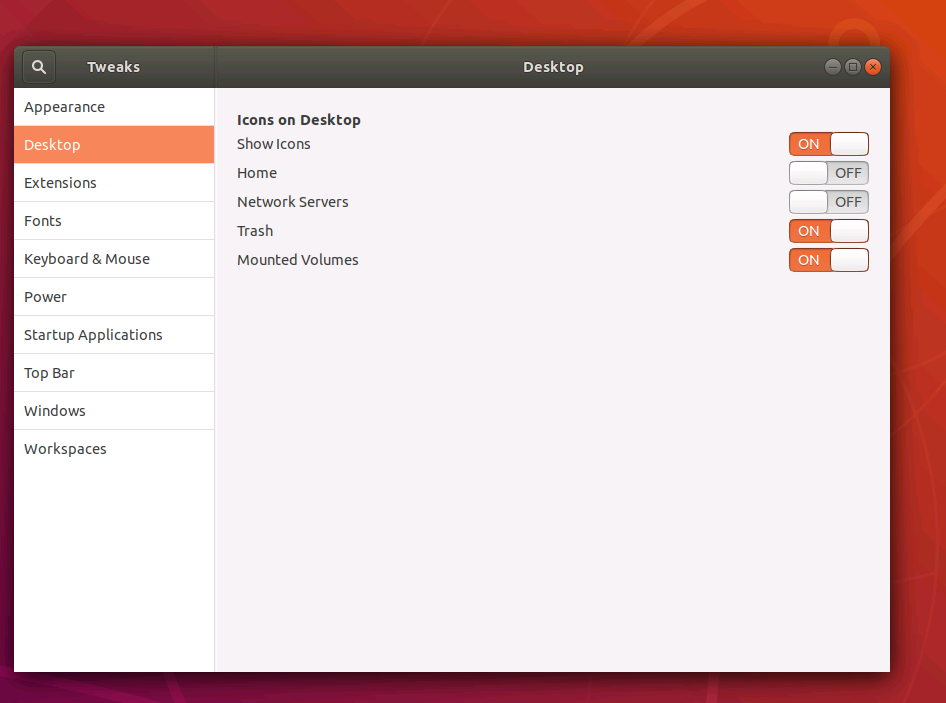 Tweaks
Desktop
Appearance
Desktop
Extensions
Fonts
Keyboard & Mouse
Power
Startup Applications
Top Bar
Windows
Workspaces
Icons on Desktop
Show Icons ON
Home OFF
Network Servers OFF
Trash ON
Mounted Volumes ON